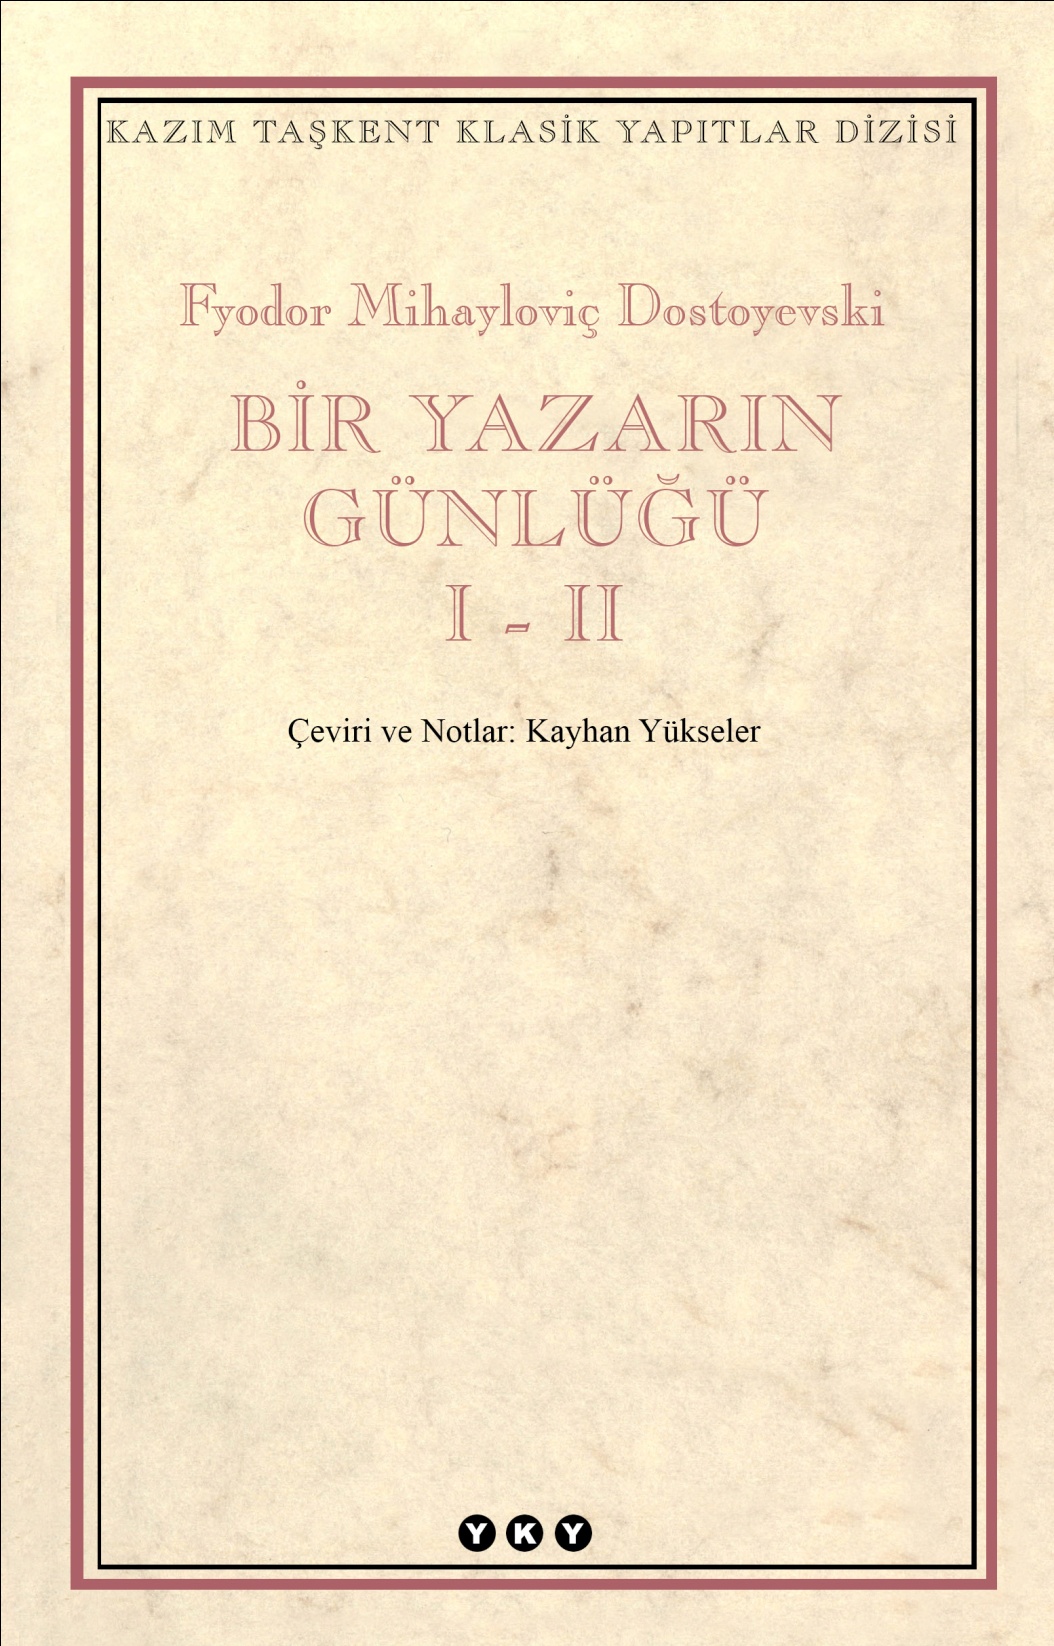 KAZIM TAŞKENT KLASİK YAPITLAR DİZİSİ
Fyodor Mihayloviç Dostoyevski
BİR YAZARIN
GÜNLÜĞÜ
I - II
Çeviri ve Notlar: Kayhan Yükseler
YKY